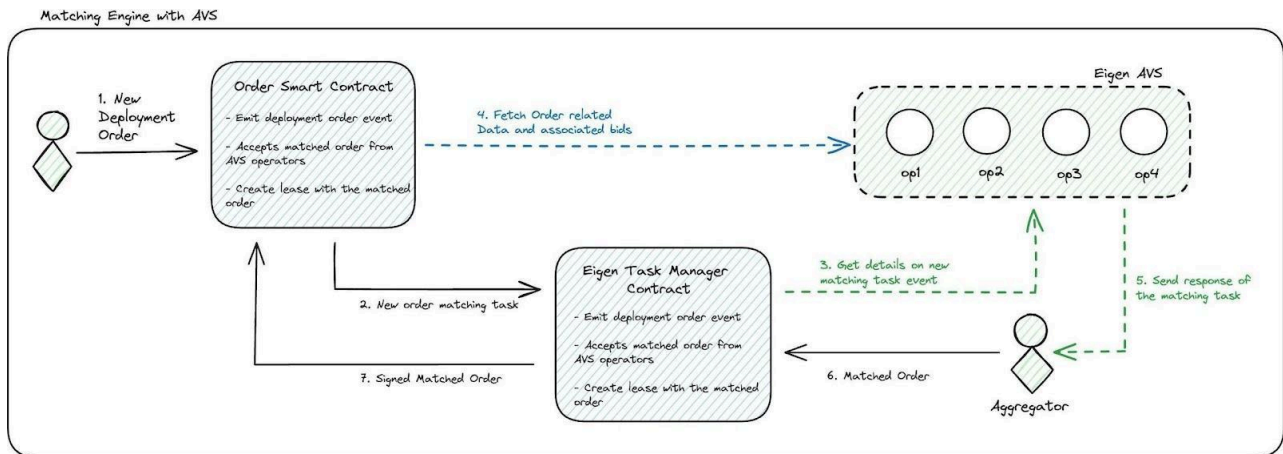 Matching Engine with AVS
1. New
Deployment
Order
Order Smart Contract
- Emit deployment order event
- Accepts matched order from
AVS operators
- Create lease with the matched
order
4. Fetch Order related
Data and associated bids
Eigen AVS
op1
op2
op3
op4
2. New order matching task
Eigen Task Manager
Contract
- Emit deployment order event
- Accepts matched order from
AVS operators
- Create lease with the matched
order
3. Get details on new
matching task event
5. Send response of
the matching task
6. Matched Order
Aggregator
7. Signed Matched Order